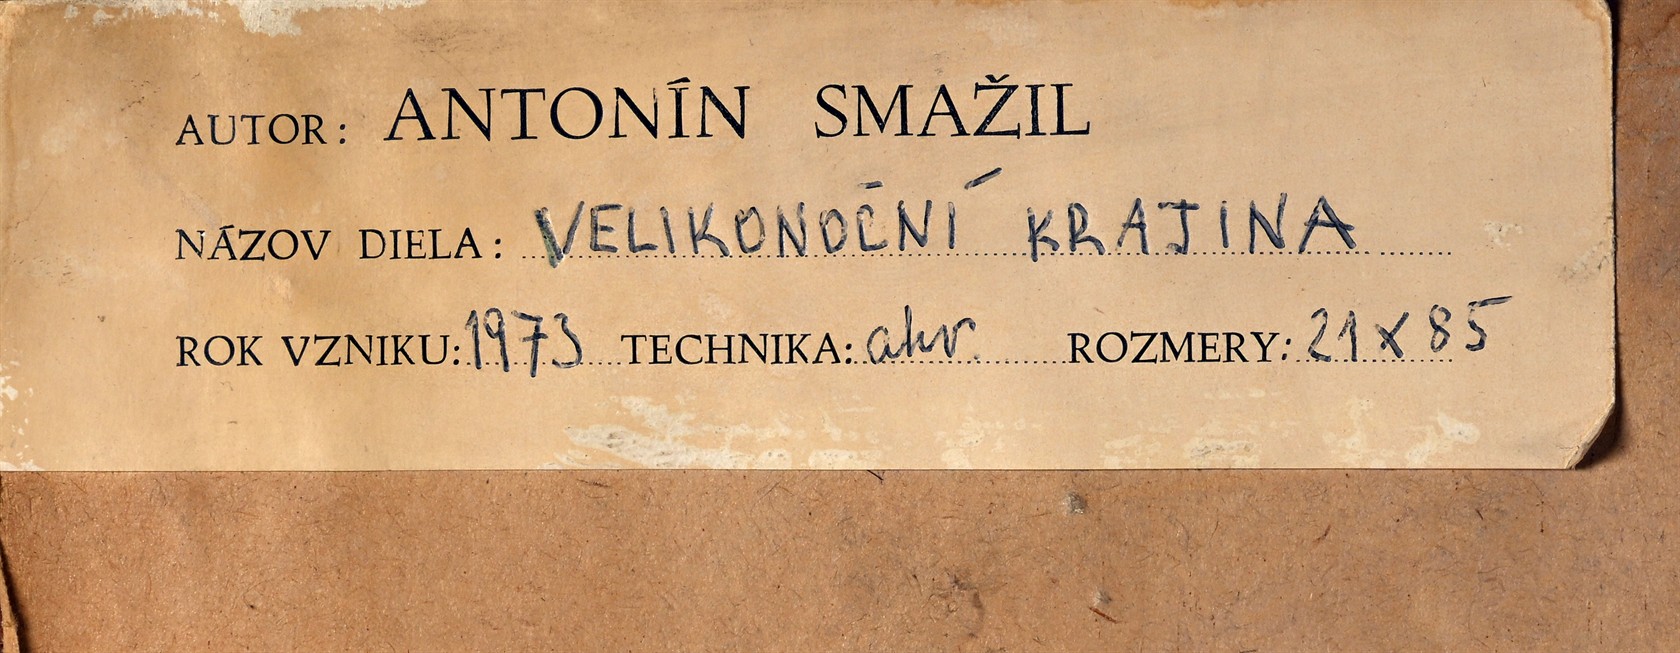 AUTOR: ANTONÍN SMAŽIL
NÁZOV DIELA: VELIKONOČNÍ KRAJINA
ROK VZNIKU: 1973 TECHNIKA: akv. ROZMERY: 21 x 85